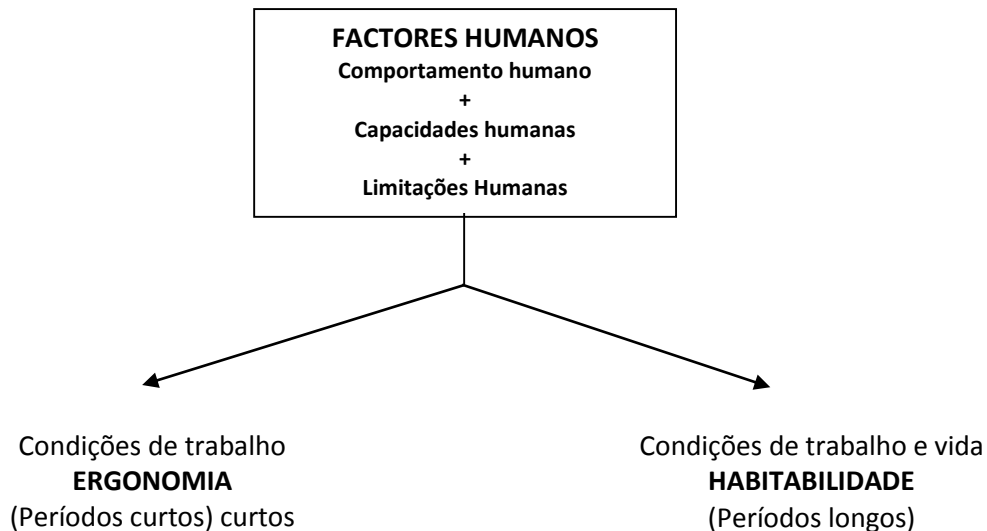 FACTORES HUMANOS
Comportamento humano
+
Capacidades humanas
+
Limitações Humanas
Condições de trabalho
ERGONOMIA
(Períodos curtos) curtos
Condições de trabalho e vida
HABITABILIDADE
(Períodos longos)